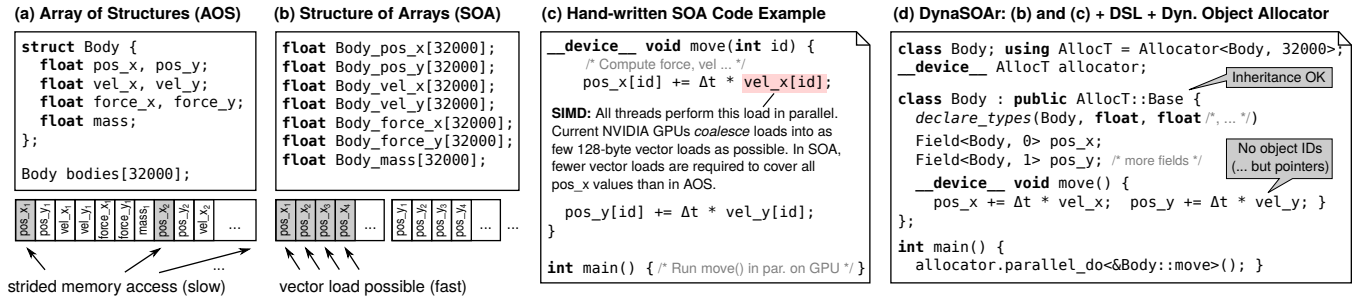 (a) Array of Structures (AOS)
struct Body {
float pos_x, pos_y;
float vel_x, vel_y;
float force_x, force_y;
float mass;
};
Body bodies[32000];
pos_x₁ pos_y₁ vel_x₁ vel_y₁ force_x₁ force_y₁ mass₁ pos_x₂ pos_y₂ vel_x₂ ...
...
strided memory access (slow)
(b) Structure of Arrays (SOA)
float Body_pos_x[32000];
float Body_pos_y[32000];
float Body_vel_x[32000];
float Body_vel_y[32000];
float Body_force_x[32000];
float Body_force_y[32000];
float Body_mass[32000];
pos_x₁ pos_x₂ pos_x₃ pos_x₄ ... pos_y₁ pos_y₂ pos_y₃ pos_y₄ ... ...
vector load possible (fast)
(c) Hand-written SOA Code Example
__device__ void move(int id) {
/* Compute force, vel ... */
pos_x[id] += Δt * vel_x[id];
SIMD: All threads perform this load in parallel.
Current NVIDIA GPUs coalesce loads into as
few 128-byte vector loads as possible. In SOA,
fewer vector loads are required to cover all
pos_x values than in AOS.
pos_y[id] += Δt * vel_y[id];
}
int main() { /* Run move() in par. on GPU */ }
(d) DynaSOAr: (b) and (c) + DSL + Dyn. Object Allocator
class Body; using AllocT = Allocator<Body, 32000>;
__device__ AllocT allocator;
Inheritance OK
class Body : public AllocT::Base {
declare_types(Body, float, float /*, ... */)
Field<Body, 0> pos_x;
Field<Body, 1> pos_y; /* more fields */
No object IDs
(... but pointers)
__device__ void move() {
pos_x += Δt * vel_x; pos_y += Δt * vel_y; }
};
int main() {
allocator.parallel_do<&Body::move>(); }